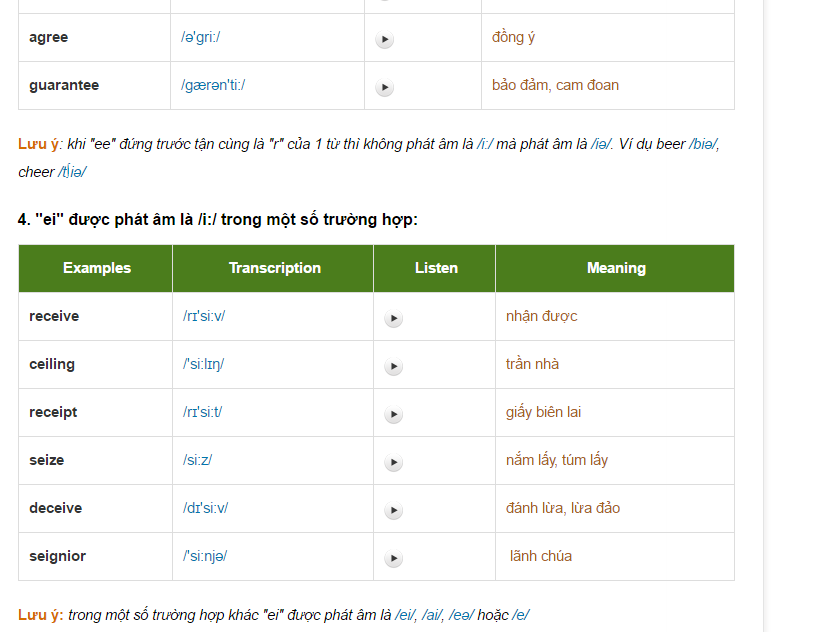 agree /ə'gri:/ đồng ý
guarantee /gærən'ti:/ bảo đảm, cam đoan
Lưu ý: khi "ee" đứng trước tận cùng là "r" của 1 từ thì không phát âm là /i:/ mà phát âm là /iə/. Ví dụ beer /biə/,
cheer /t∫iə/
4. "ei" được phát âm là /i:/ trong một số trường hợp:
Examples Transcription Listen Meaning
receive /rɪ'si:v/ nhận được
ceiling /'si:lɪŋ/ trần nhà
receipt /rɪ'si:t/ giấy biên lai
seize /si:z/ nắm lấy, túm lấy
deceive /dɪ'si:v/ đánh lừa, lừa đảo
seignior /'si:njə/ lãnh chúa
Lưu ý: trong một số trường hợp khác "ei" được phát âm là /ei/, /ai/, /eə/ hoặc /e/